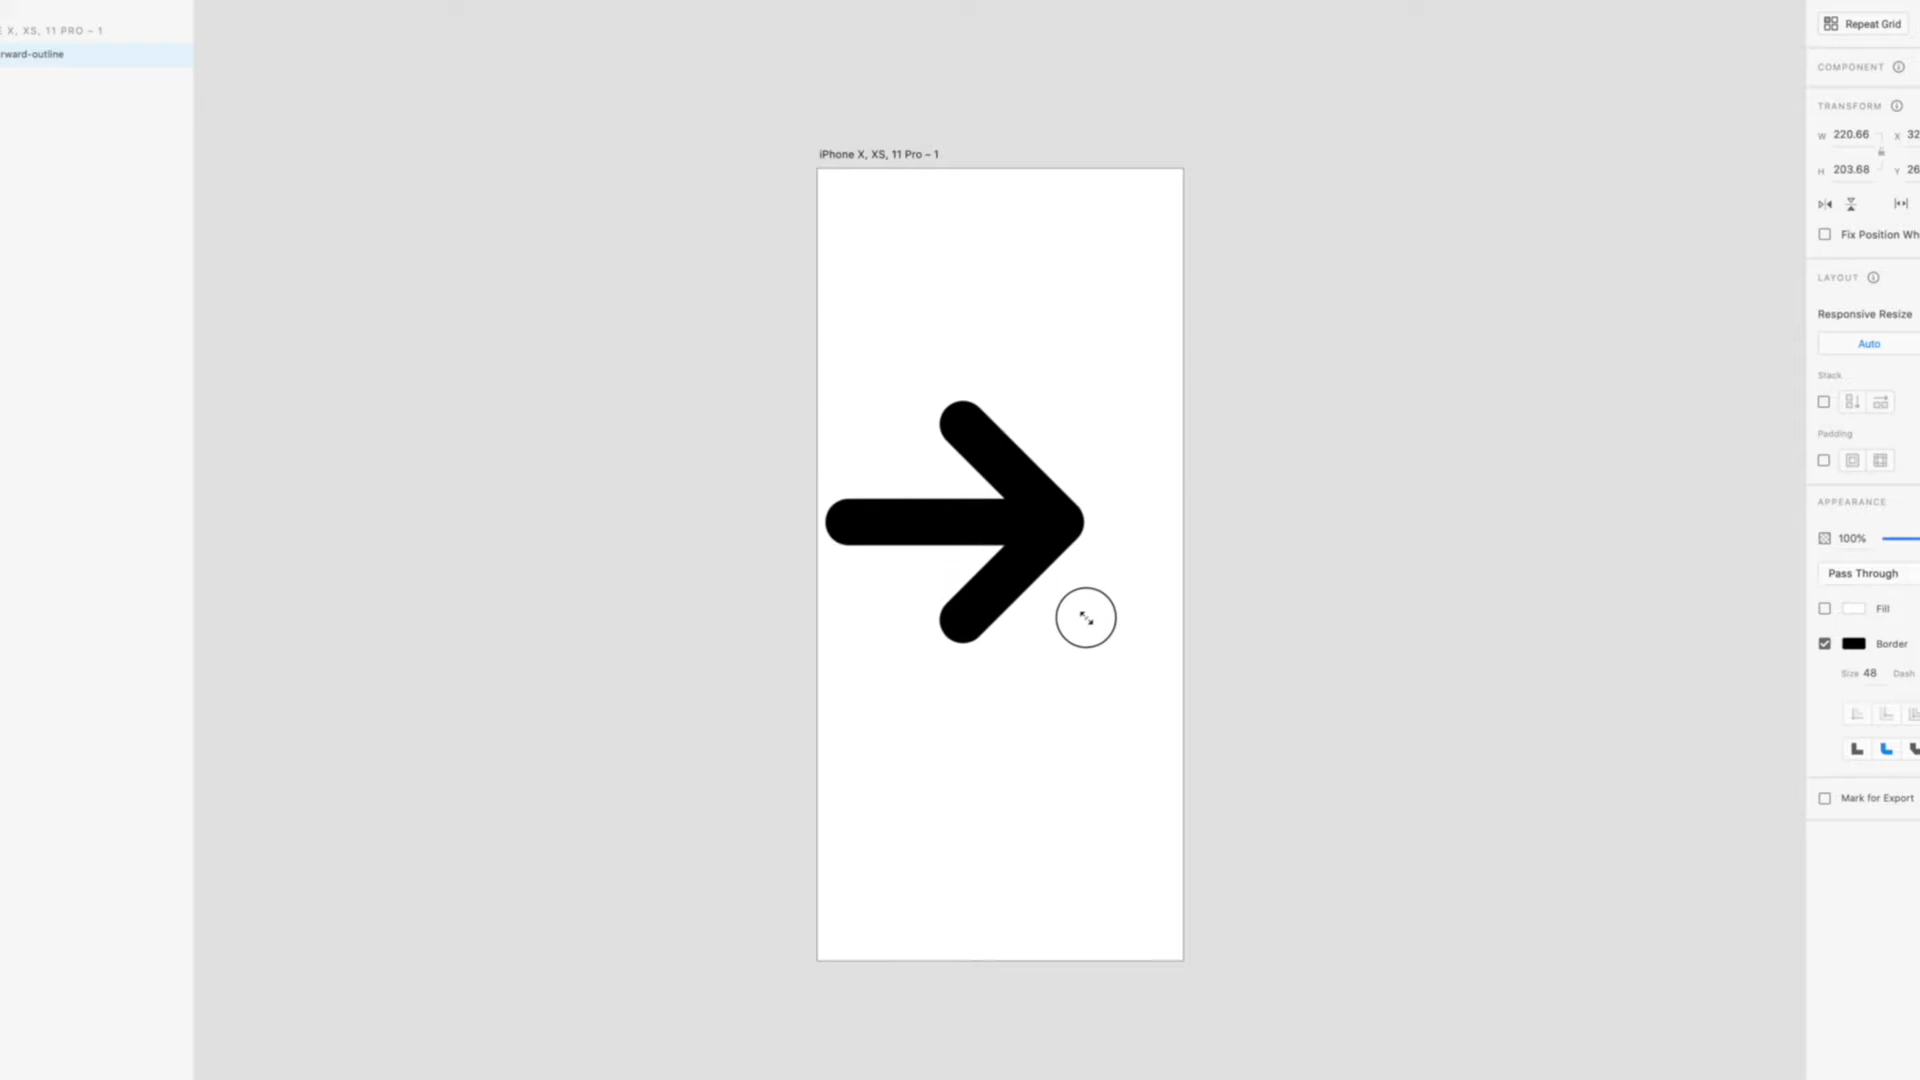 E X, XS, 11 PRO – 1
rward-outline
iPhone X, XS, 11 Pro – 1
Repeat Grid
COMPONENT
TRANSFORM
W 220.66 X 32
H 203.68 Y 26
Fix Position Wh
LAYOUT
Responsive Resize
Auto
Stack
Padding
APPEARANCE
100%
Pass Through
Fill
Border
Size 48 Dash
Mark for Export